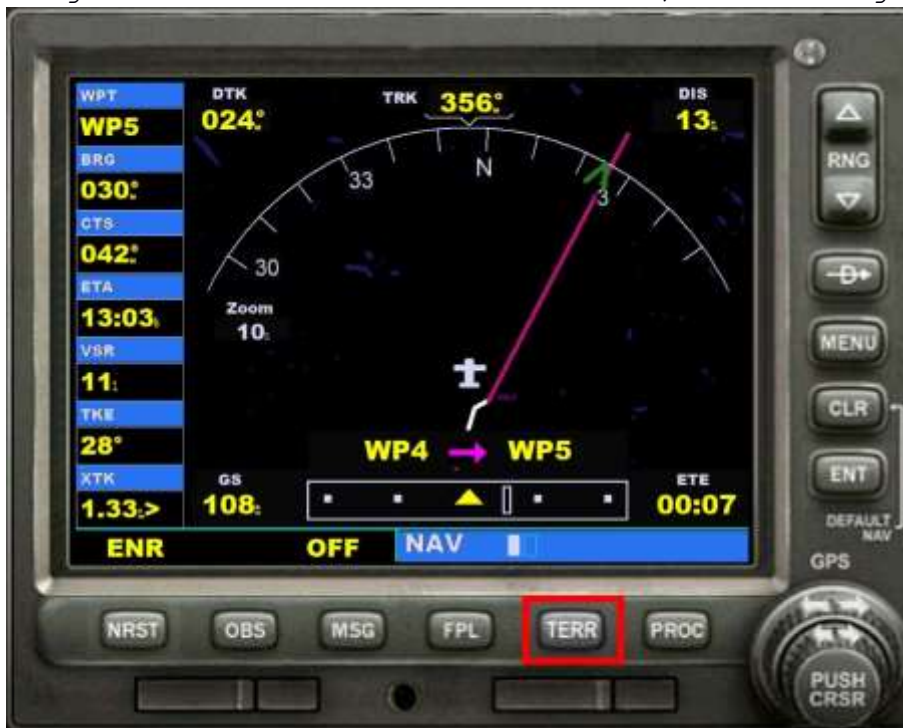 WPT
WP5
BRG
030°
CTS
042°
ETA
13:03
VSR
11
TKE
28°
XTK
1.33>
DTK
024°
TRK 356°
DIS
13
33
N
3
30
Zoom
10
WP4 → WP5
GS
108
ETE
00:07
ENR OFF NAV
RNG
D
MENU
CLR
ENT
DEFAULT
NAV
GPS
NRST OBS MSG FPL TERR PROC
PUSH
CRSR